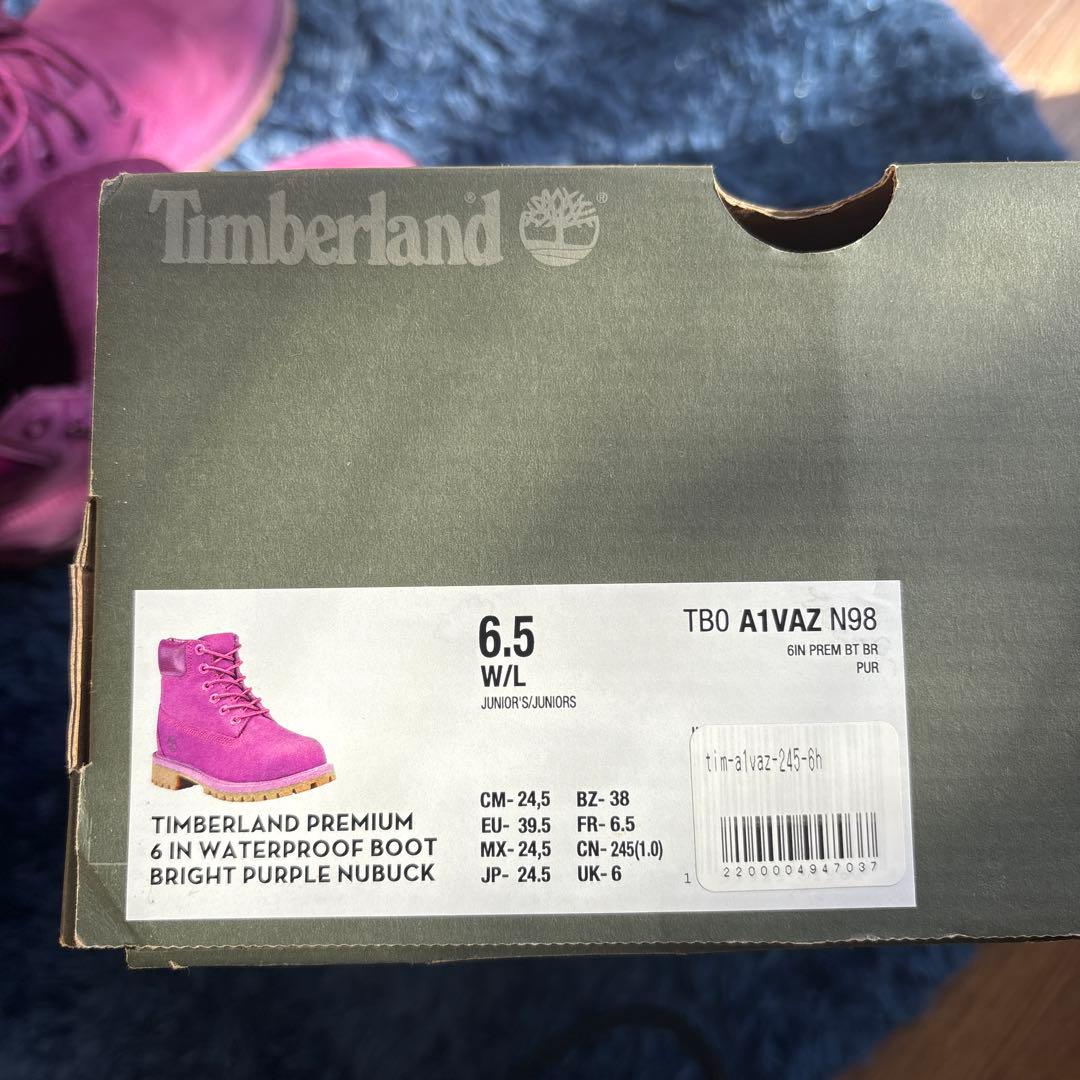 Timberland®
6.5
W/L
JUNIOR'S/JUNIORS
TB0 A1VAZ N98
6IN PREM BT BR
PUR
TIMBERLAND PREMIUM
6 IN WATERPROOF BOOT
BRIGHT PURPLE NUBUCK
CM- 24,5 BZ- 38
EU- 39.5 FR- 6.5
MX- 24,5 CN- 245(1.0)
JP- 24.5 UK- 6
tim-a1vaz-245-6h
1
2200004947037